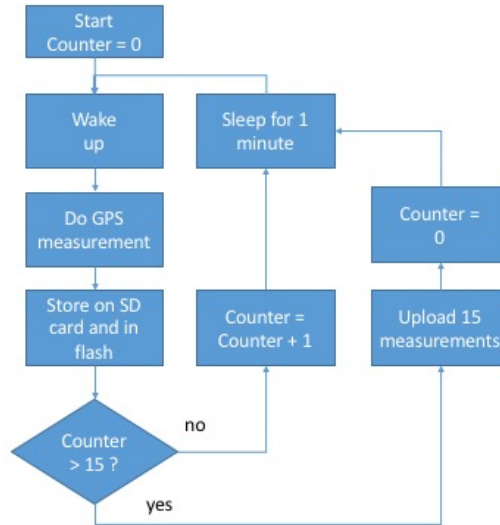 Start
Counter = 0
Wake
up
Sleep for 1
minute
Do GPS
measurement
Counter =
0
Store on SD
card and in
flash
Counter =
Counter + 1
Upload 15
measurements
Counter
> 15 ?
no
yes